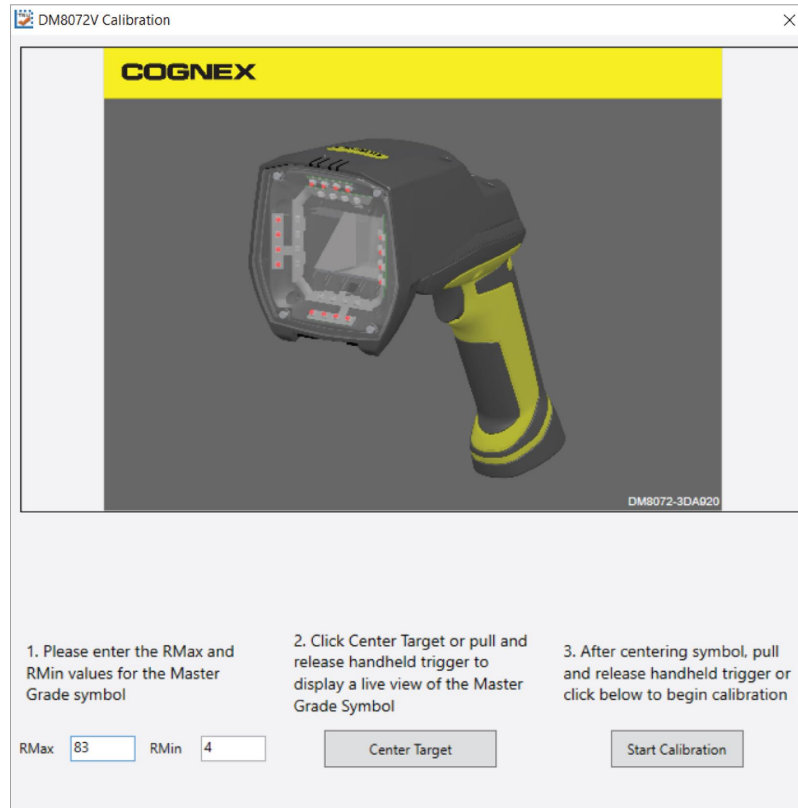 DM8072V Calibration
COGNEX
DM8072-3DA920
1. Please enter the RMax and
RMin values for the Master
Grade symbol
2. Click Center Target or pull and
release handheld trigger to
display a live view of the Master
Grade Symbol
3. After centering symbol, pull
and release handheld trigger or
click below to begin calibration
RMax 83 RMin 4
Center Target
Start Calibration